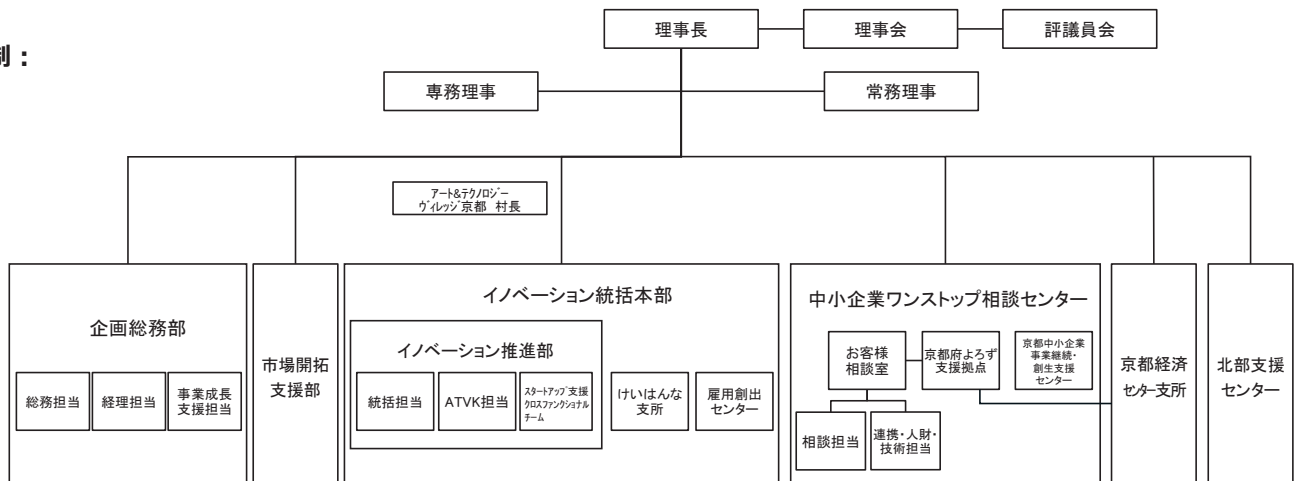 制：
理事長
理事会
評議員会
専務理事
常務理事
アート&テクノロジー
ヴィレッジ京都 村長
企画総務部
総務担当
経理担当
事業成長
支援担当
市場開拓
支援部
イノベーション統括本部
イノベーション推進部
統括担当
ATVK担当
スタートアップ支援
クロスファンクショナル
チーム
けいはんな
支所
雇用創出
センター
中小企業ワンストップ相談センター
お客様
相談室
京都府よろず
支援拠点
京都中小企業
事業継続・
創生支援
センター
相談担当
連携・人財・
技術担当
京都経済
センター支所
北部支援
センター